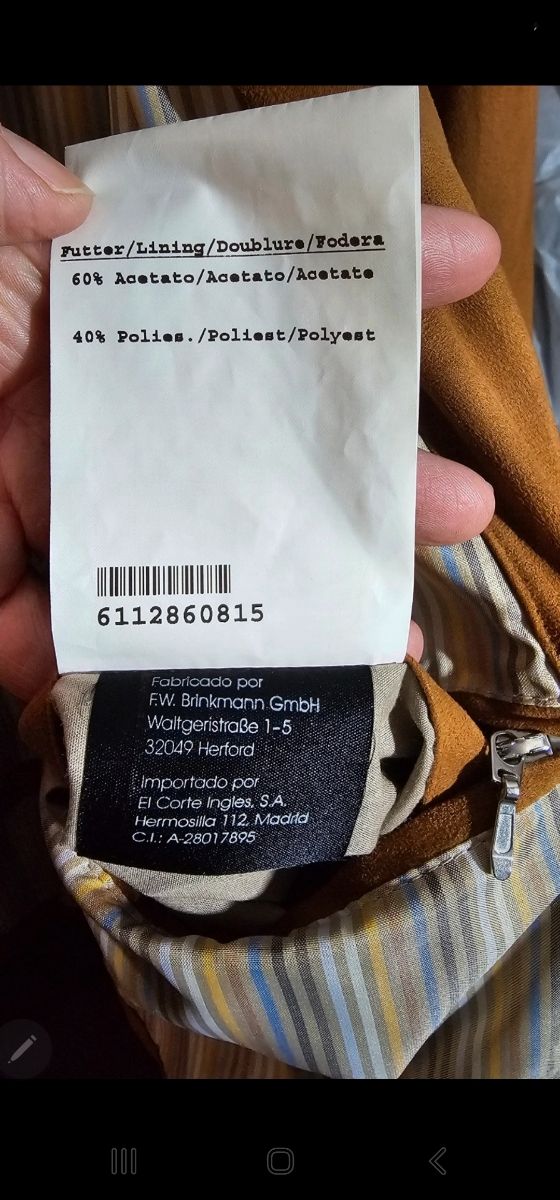 Futter/Lining/Doublure/Fodera
60% Acetato/Acetato/Acetate
40% Polies./Poliest/Polyest
6112860815
Fabricado por
F.W. Brinkmann GmbH
Waltgeristraße 1-5
32049 Herford
Importado por
El Corte Ingles, S.A.
Hermosilla 112, Madrid
C.I.: A-28017895